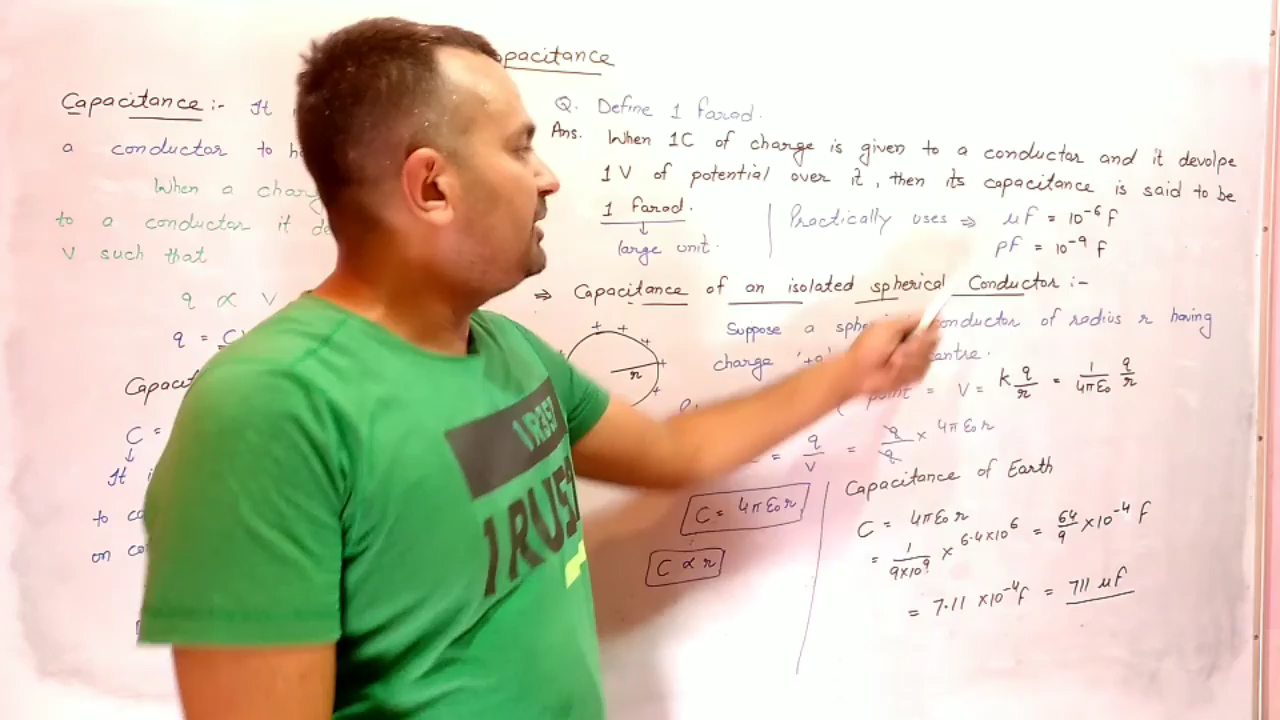 pacitance
Capacitance :- It
a conductor to h
When a charg
to a conductor it de
V such that
q ∝ V
q = C
Capaci
C =
It i
to co
on co
Q. Define 1 farad.
Ans. When 1C of charge is given to a conductor and it devolpe
1 V of potential over it, then its capacitance is said to be
1 farad.
↓
large unit.
Practically uses ⇒ µF = 10⁻⁶ F
pF = 10⁻⁹ F
⇒ Capacitance of an isolated spherical Conductor :-
Suppose a sphe conductor of radius r having
charge '+q' centre.
r
point = V = K q/r = 1/4πε₀ q/r
= q/V = q/q × 4πε₀r
C = 4πε₀r
C ∝ r
Capacitance of Earth
C = 4πε₀r
= 1/9×10⁹ × 6.4×10⁶ = 64/9 ×10⁻⁴ F
= 7.11 ×10⁻⁴F = 711 µF
TRUST